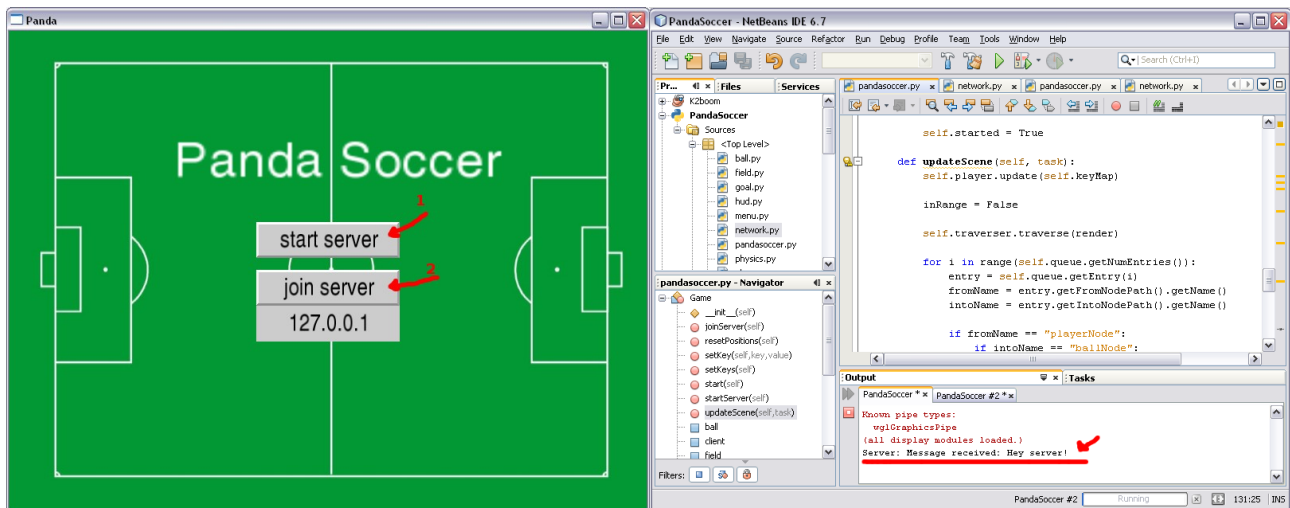 Panda
Panda Soccer
1
start server
2
join server
127.0.0.1
PandaSoccer - NetBeans IDE 6.7
File Edit View Navigate Source Refactor Run Debug Profile Team Tools Window Help
Search (Ctrl+I)
Pr... Files Services
K2boom
PandaSoccer
Sources
<Top Level>
ball.py
field.py
goal.py
hud.py
menu.py
network.py
pandasoccer.py
physics.py
pandasoccer.py - Navigator
Game
__init__(self)
joinServer(self)
resetPositions(self)
setKey(self,key,value)
setKeys(self)
start(self)
startServer(self)
updateScene(self,task)
ball
client
field
Filters:
pandasoccer.py network.py pandasoccer.py network.py
self.started = True
def updateScene(self, task):
self.player.update(self.keyMap)
inRange = False
self.traverser.traverse(render)
for i in range(self.queue.getNumEntries()):
entry = self.queue.getEntry(i)
fromName = entry.getFromNodePath().getName()
intoName = entry.getIntoNodePath().getName()
if fromName == "playerNode":
if intoName == "ballNode":
Output Tasks
PandaSoccer * PandaSoccer #2 *
Known pipe types:
wglGraphicsPipe
(all display modules loaded.)
Server: Message received: Hey server!
PandaSoccer #2 Running 131:25 INS